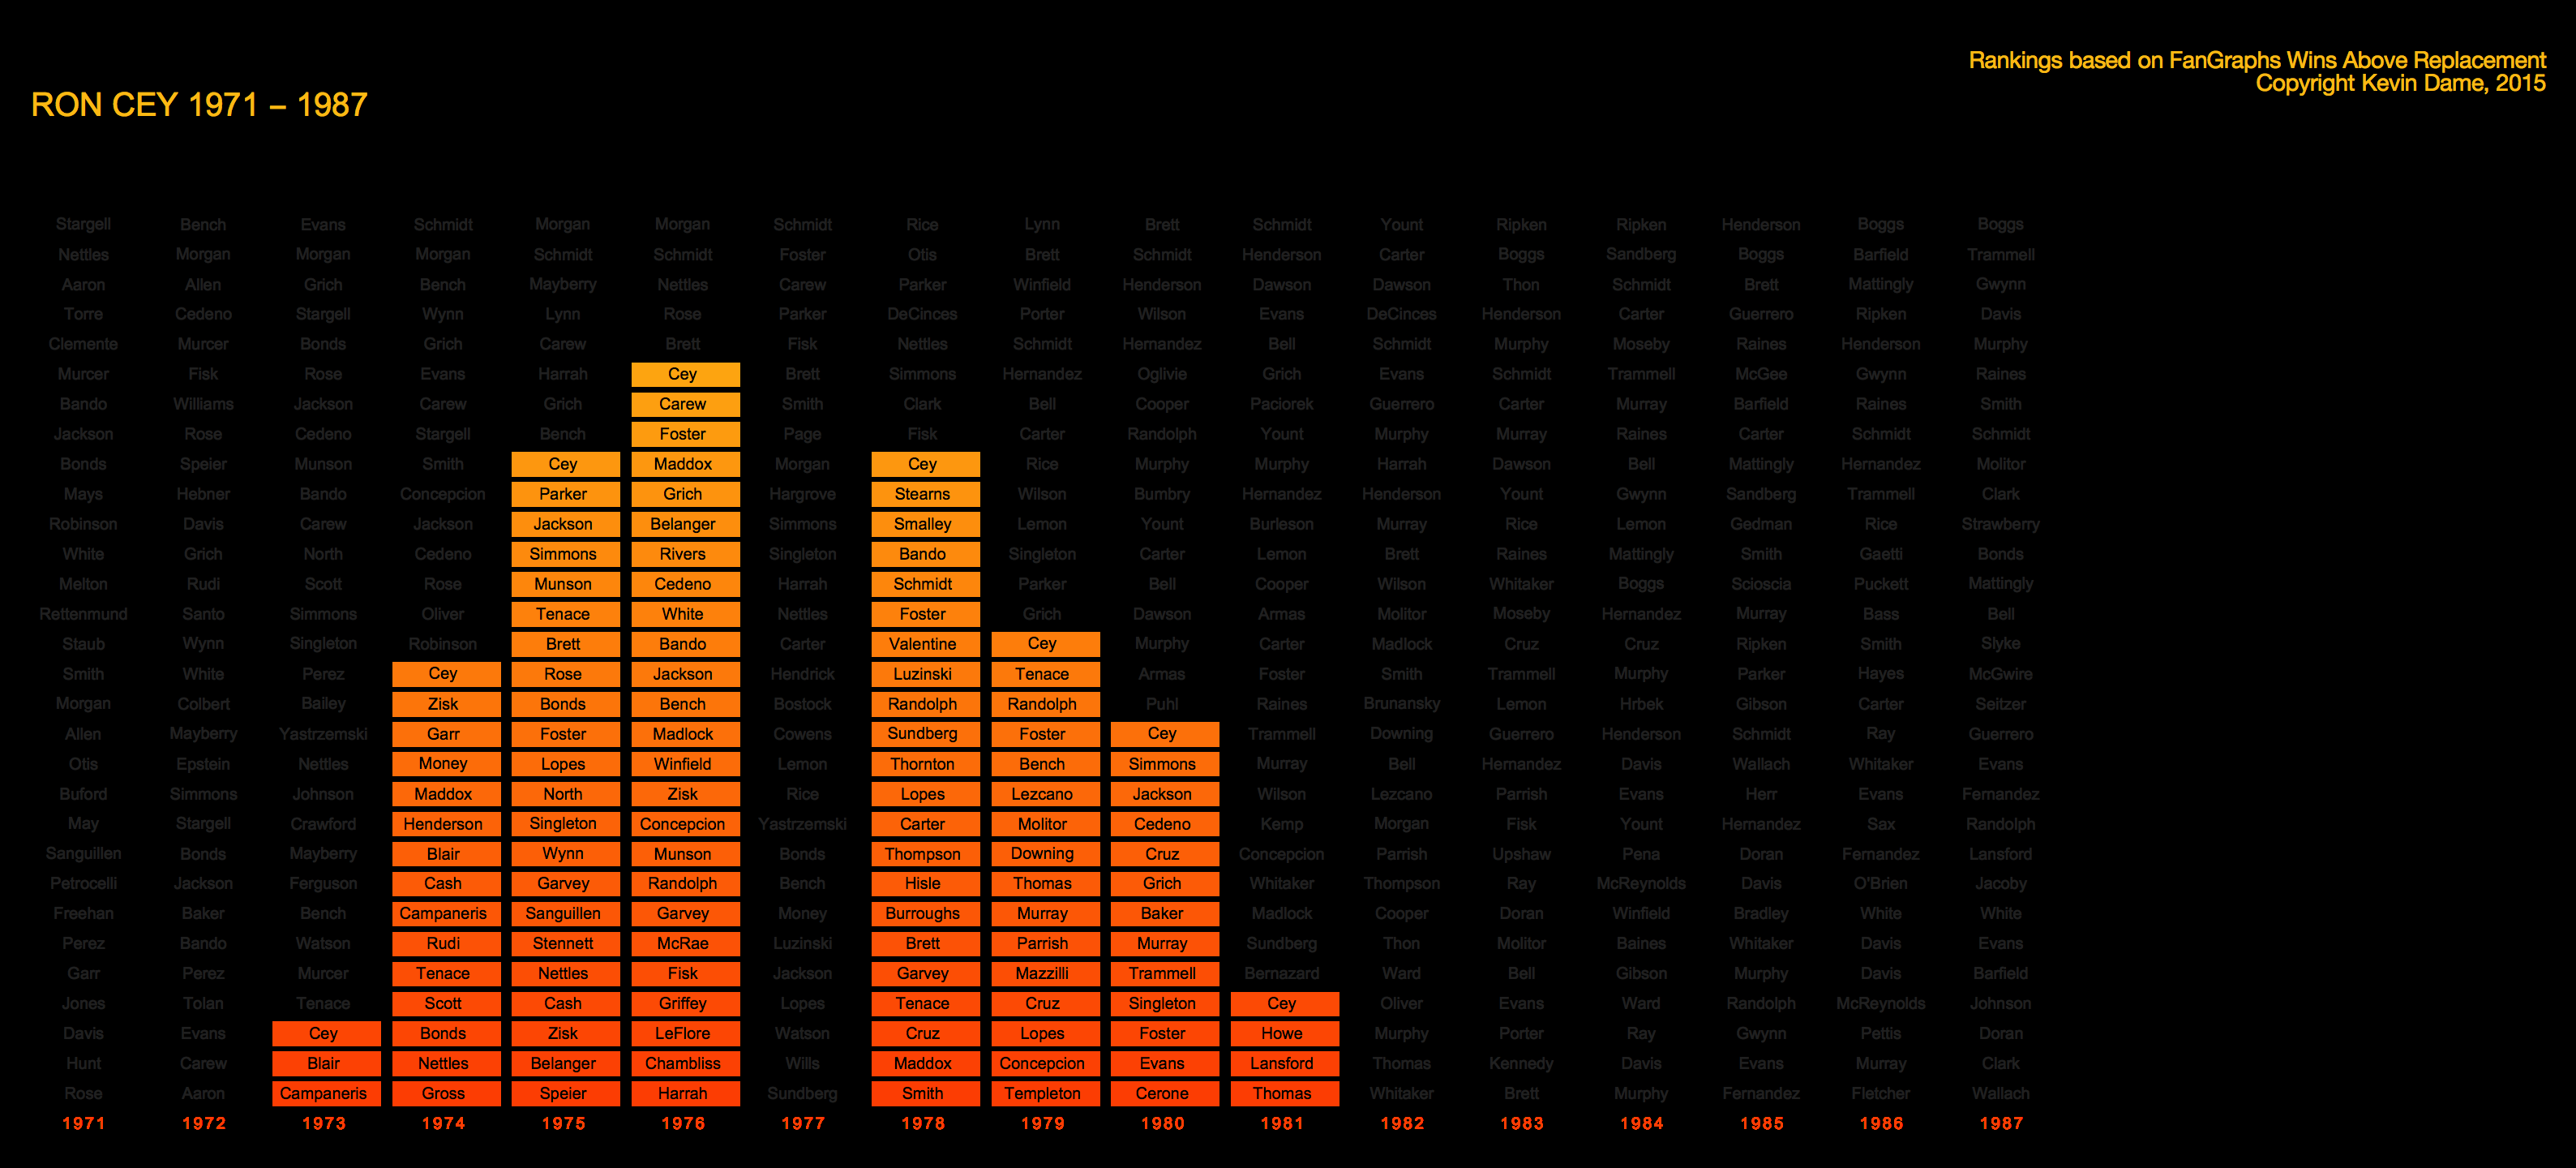 Rankings based on FanGraphs Wins Above Replacement
Copyright Kevin Dame, 2015
RON CEY 1971 – 1987
Stargell Bench Evans Schmidt Morgan Morgan Schmidt Rice Lynn Brett Schmidt Yount Ripken Ripken Henderson Boggs Boggs
Nettles Morgan Morgan Morgan Schmidt Schmidt Foster Otis Brett Schmidt Henderson Carter Boggs Sandberg Boggs Barfield Trammell
Aaron Allen Grich Bench Mayberry Nettles Carew Parker Winfield Henderson Dawson Dawson Thon Schmidt Brett Mattingly Gwynn
Torre Cedeno Stargell Wynn Lynn Rose Parker DeCinces Porter Wilson Evans DeCinces Henderson Carter Guerrero Ripken Davis
Clemente Murcer Bonds Grich Carew Brett Fisk Nettles Schmidt Hernandez Bell Schmidt Murphy Moseby Raines Henderson Murphy
Murcer Fisk Rose Evans Harrah Cey Brett Simmons Hernandez Oglivie Grich Evans Schmidt Trammell McGee Gwynn Raines
Bando Williams Jackson Carew Grich Carew Smith Clark Bell Cooper Paciorek Guerrero Carter Murray Barfield Raines Smith
Jackson Rose Cedeno Stargell Bench Foster Page Fisk Carter Randolph Yount Murphy Murray Raines Carter Schmidt Schmidt
Bonds Speier Munson Smith Cey Maddox Morgan Cey Rice Murphy Murphy Harrah Dawson Bell Mattingly Hernandez Molitor
Mays Hebner Bando Concepcion Parker Grich Hargrove Stearns Wilson Bumbry Hernandez Henderson Yount Gwynn Sandberg Trammell Clark
Robinson Davis Carew Jackson Jackson Belanger Simmons Smalley Lemon Yount Burleson Murray Rice Lemon Gedman Rice Strawberry
White Grich North Cedeno Simmons Rivers Singleton Bando Singleton Carter Lemon Brett Raines Mattingly Smith Gaetti Bonds
Melton Rudi Scott Rose Munson Cedeno Harrah Schmidt Parker Bell Cooper Wilson Whitaker Boggs Scioscia Puckett Mattingly
Rettenmund Santo Simmons Oliver Tenace White Nettles Foster Grich Dawson Armas Molitor Moseby Hernandez Murray Bass Bell
Staub Wynn Singleton Robinson Brett Bando Carter Valentine Cey Murphy Carter Madlock Cruz Cruz Ripken Smith Slyke
Smith White Perez Cey Rose Jackson Hendrick Luzinski Tenace Armas Foster Smith Trammell Murphy Parker Hayes McGwire
Morgan Colbert Bailey Zisk Bonds Bench Bostock Randolph Randolph Puhl Raines Brunansky Lemon Hrbek Gibson Carter Seitzer
Allen Mayberry Yastrzemski Garr Foster Madlock Cowens Sundberg Foster Cey Trammell Downing Guerrero Henderson Schmidt Ray Guerrero
Otis Epstein Nettles Money Lopes Winfield Lemon Thornton Bench Simmons Murray Bell Hernandez Davis Wallach Whitaker Evans
Buford Simmons Johnson Maddox North Zisk Rice Lopes Lezcano Jackson Wilson Lezcano Parrish Evans Herr Evans Fernandez
May Stargell Crawford Henderson Singleton Concepcion Yastrzemski Carter Molitor Cedeno Kemp Morgan Fisk Yount Hernandez Sax Randolph
Sanguillen Bonds Mayberry Blair Wynn Munson Bonds Thompson Downing Cruz Concepcion Parrish Upshaw Pena Doran Fernandez Lansford
Petrocelli Jackson Ferguson Cash Garvey Randolph Bench Hisle Thomas Grich Whitaker Thompson Ray McReynolds Davis O'Brien Jacoby
Freehan Baker Bench Campaneris Sanguillen Garvey Money Burroughs Murray Baker Madlock Cooper Doran Winfield Bradley White White
Perez Bando Watson Rudi Stennett McRae Luzinski Brett Parrish Murray Sundberg Thon Molitor Baines Whitaker Davis Evans
Garr Perez Murcer Tenace Nettles Fisk Jackson Garvey Mazzilli Trammell Bernazard Ward Bell Gibson Murphy Davis Barfield
Jones Tolan Tenace Scott Cash Griffey Lopes Tenace Cruz Singleton Cey Oliver Evans Ward Randolph McReynolds Johnson
Davis Evans Cey Bonds Zisk LeFlore Watson Cruz Lopes Foster Howe Murphy Porter Ray Gwynn Pettis Doran
Hunt Carew Blair Nettles Belanger Chambliss Wills Maddox Concepcion Evans Lansford Thomas Kennedy Davis Evans Murray Clark
Rose Aaron Campaneris Gross Speier Harrah Sundberg Smith Templeton Cerone Thomas Whitaker Brett Murphy Fernandez Fletcher Wallach
1971 1972 1973 1974 1975 1976 1977 1978 1979 1980 1981 1982 1983 1984 1985 1986 1987